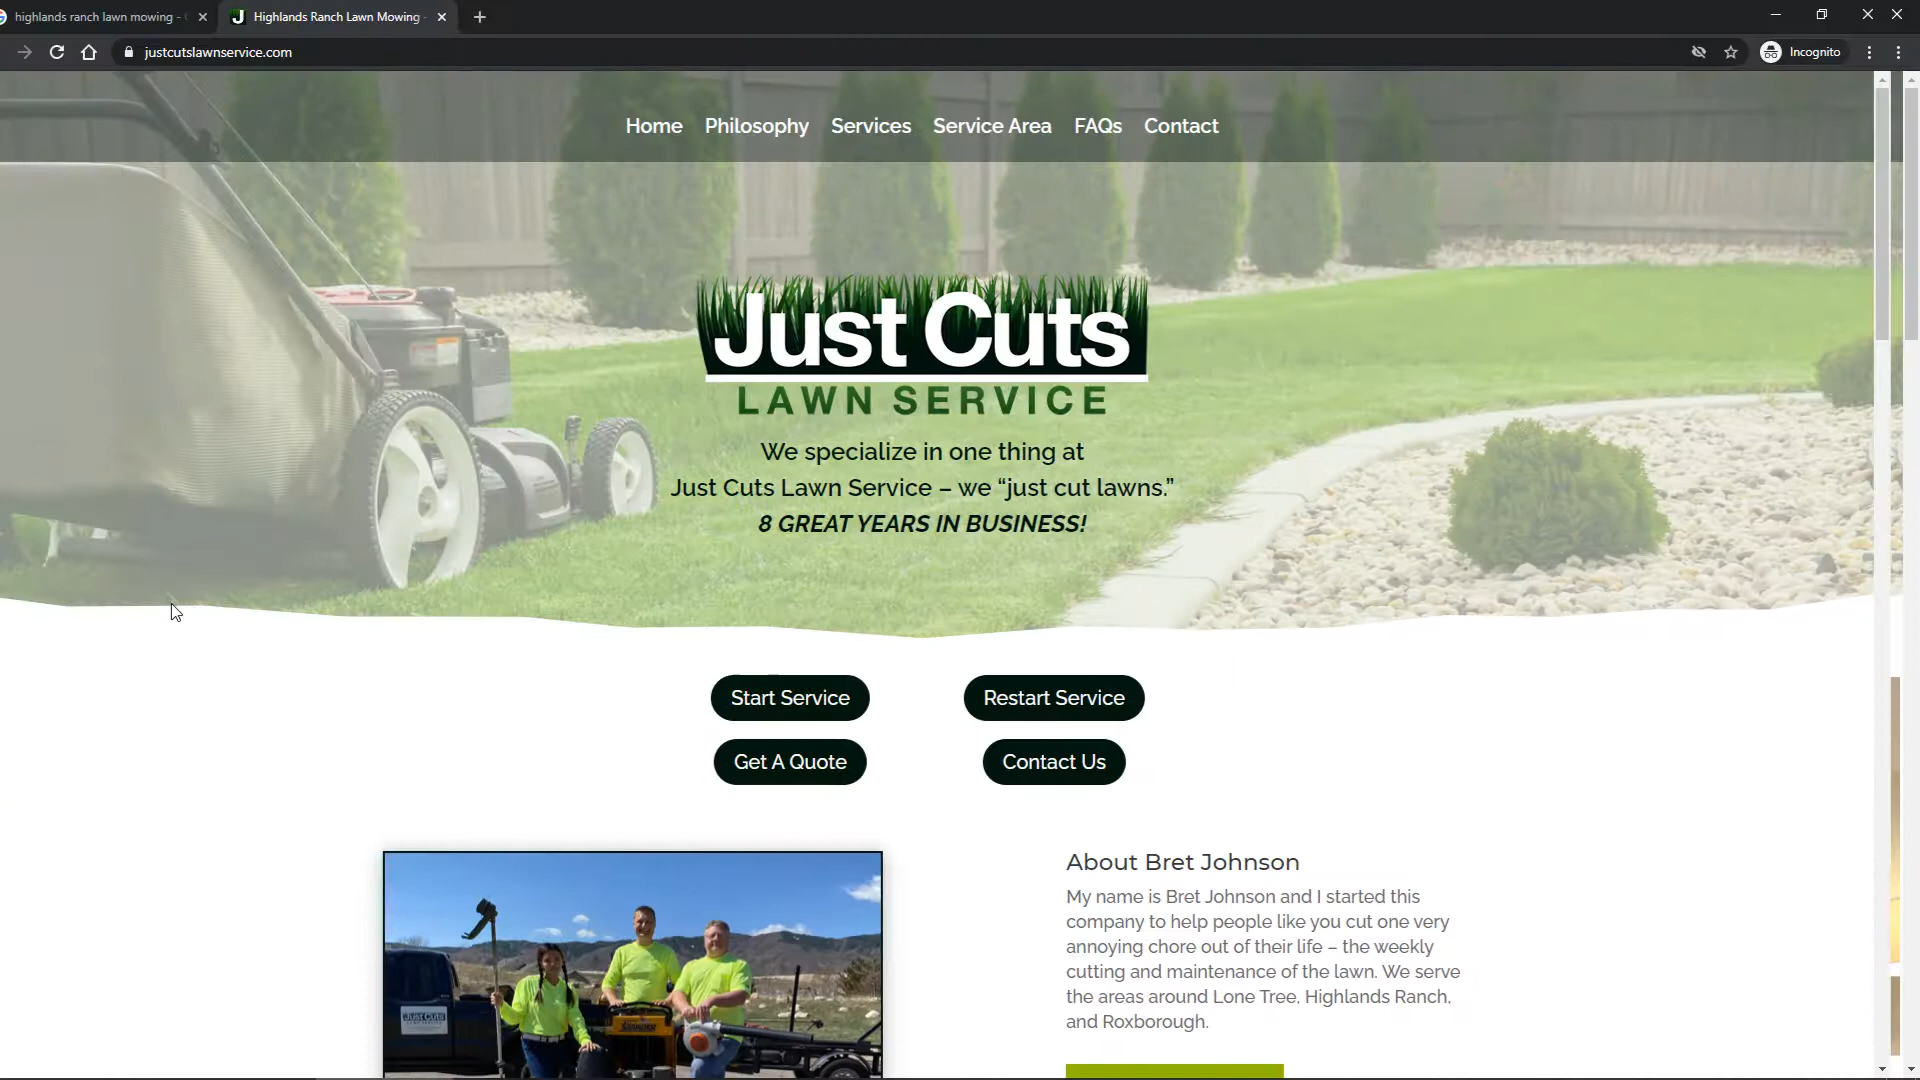 highlands ranch lawn mowing -
Highlands Ranch Lawn Mowing -
justcutslawnservice.com
Incognito
Home
Philosophy
Services
Service Area
FAQs
Contact
Just Cuts
LAWN SERVICE
We specialize in one thing at
Just Cuts Lawn Service – we “just cut lawns.”
8 GREAT YEARS IN BUSINESS!
Start Service
Restart Service
Get A Quote
Contact Us
About Bret Johnson
My name is Bret Johnson and I started this
company to help people like you cut one very
annoying chore out of their life – the weekly
cutting and maintenance of the lawn. We serve
the areas around Lone Tree, Highlands Ranch,
and Roxborough.
Just Cuts